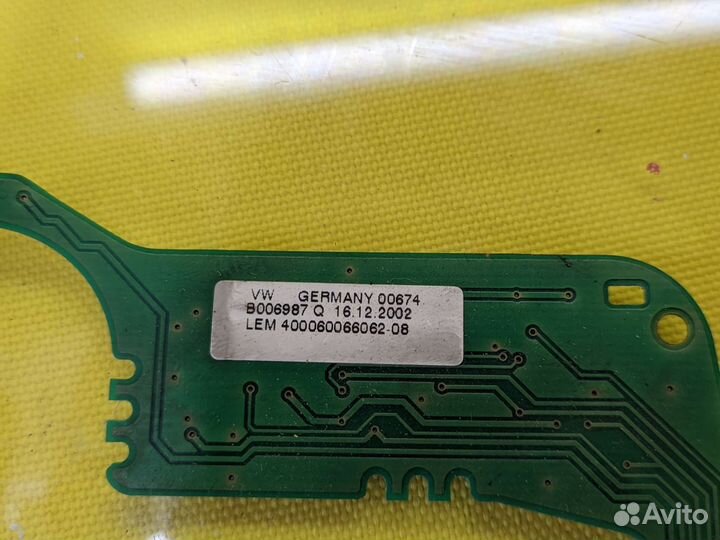 VW GERMANY 00674
B006987 Q 16.12.2002
LEM 400060066062-08
Avito